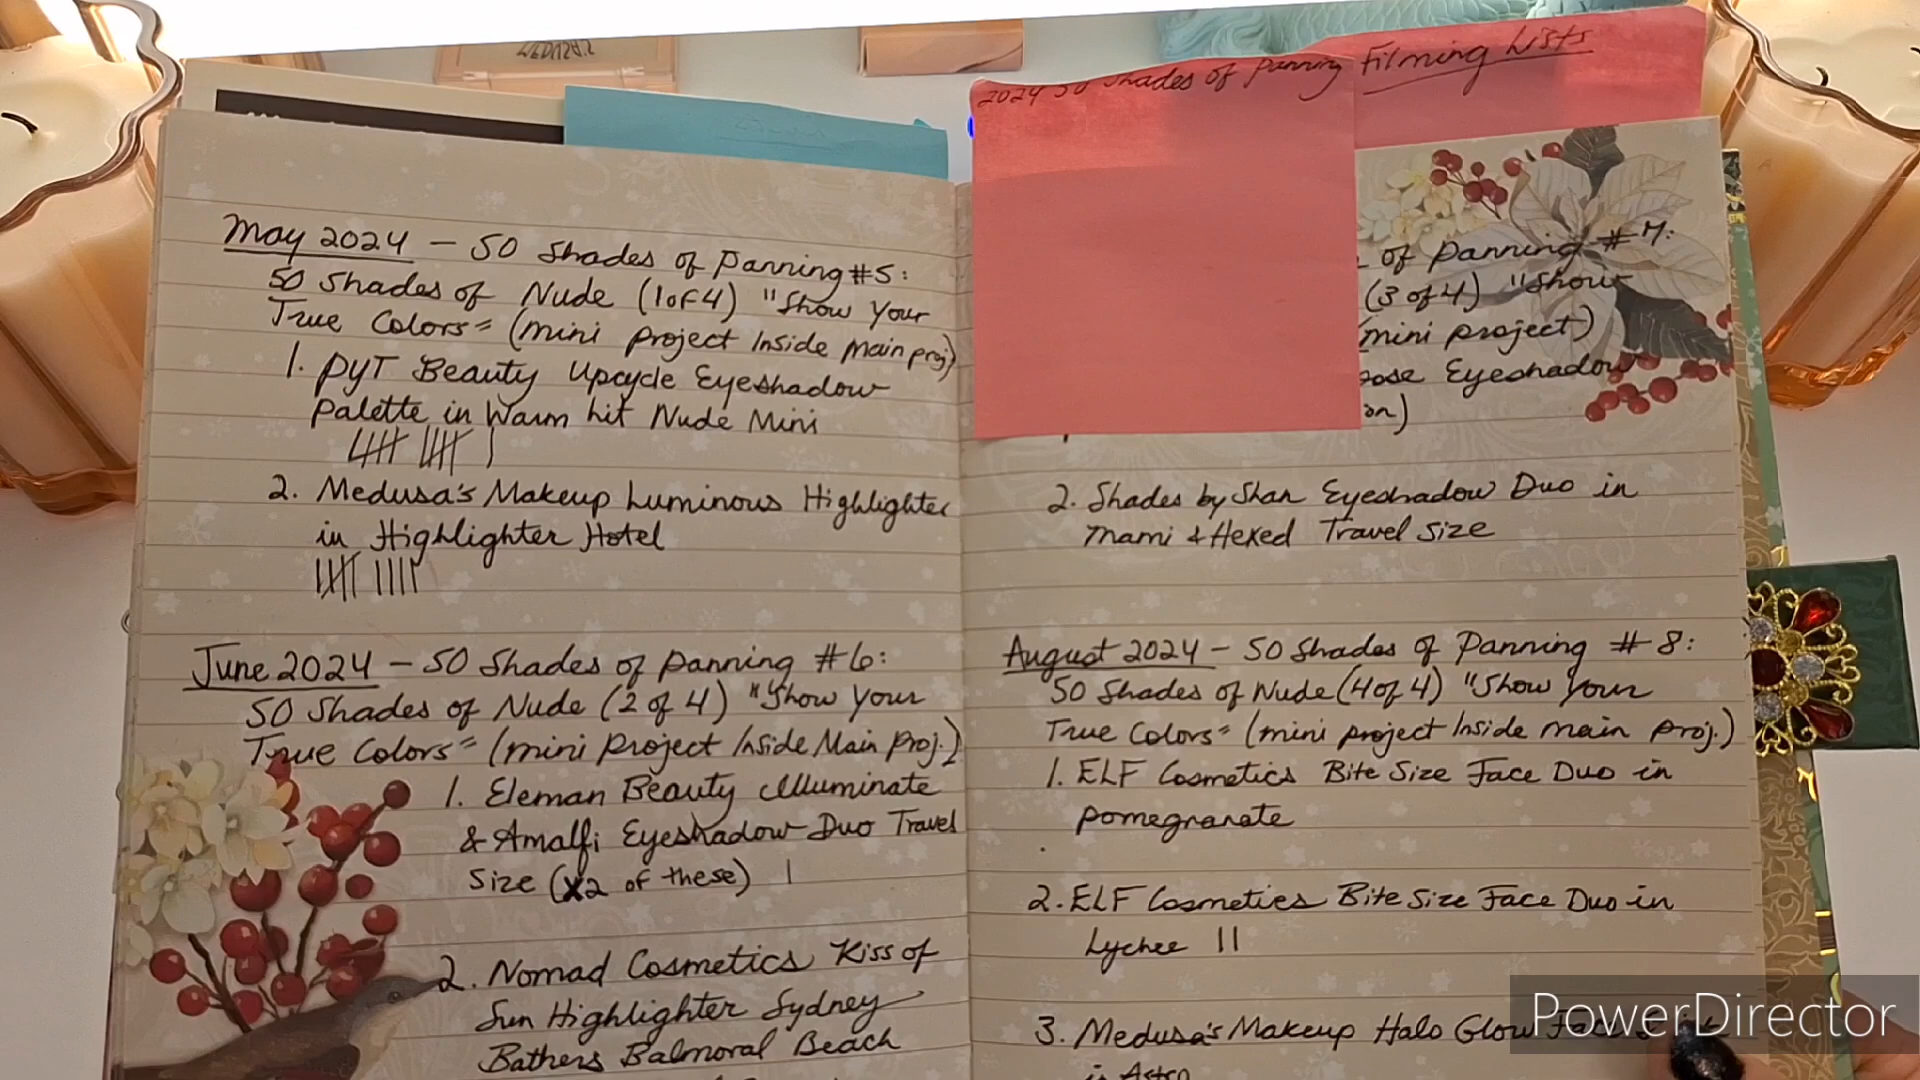 2024 50 Shades of Panning Filming Lists
May 2024 - 50 Shades of Panning #5:
50 Shades of Nude (1 of 4) "Show Your
True Colors" (mini project Inside Main proj)
1. PYT Beauty Upcycle Eyeshadow
Palette in Warm Lit Nude Mini
2. Medusa's Makeup Luminous Highlighter
in Highlighter Hotel
June 2024 - 50 Shades of Panning #6:
50 Shades of Nude (2 of 4) "Show Your
True Colors" (mini project Inside Main Proj.)
1. Eleman Beauty Illuminate
& Amalfi Eyeshadow Duo Travel
Size (x2 of these) |
2. Nomad Cosmetics Kiss of
Sun Highlighter Sydney
Bathers Balmoral Beach
of Panning #7:
(3 of 4) "Show
(mini project)
Eyeshadow
on)
2. Shades by Shan Eyeshadow Duo in
Mami & Hexed Travel Size
August 2024 - 50 Shades of Panning #8:
50 Shades of Nude (4 of 4) "Show Your
True Colors" (mini project Inside main proj.)
1. ELF Cosmetics Bite Size Face Duo in
Pomegranate
2. ELF Cosmetics Bite Size Face Duo in
Lychee ||
3. Medusa's Makeup Halo Glow
in Astro
PowerDirector